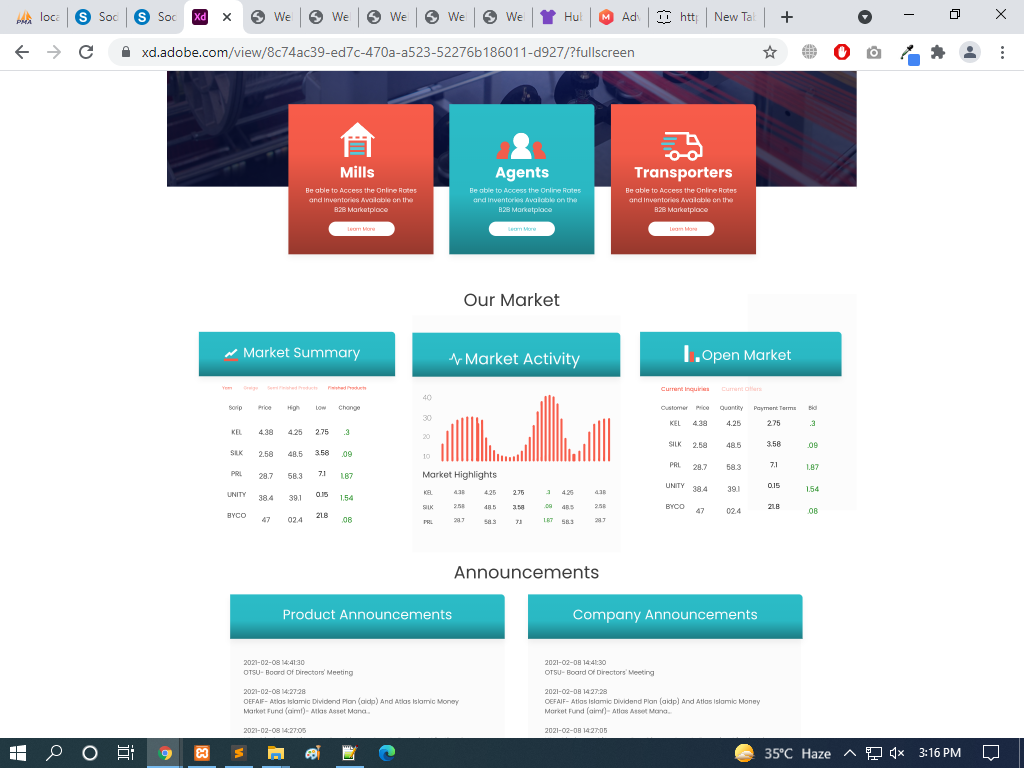 loca
Soc
Soc
We
We
We
We
We
Hub
Adv
http
New Tab
xd.adobe.com/view/8c74ac39-ed7c-470a-a523-52276b186011-d927/?fullscreen
Mills
Be able to Access the Online Rates
and Inventories Available on the
B2B Marketplace
Learn More
Agents
Be able to Access the Online Rates
and Inventories Available on the
B2B Marketplace
Learn More
Transporters
Be able to Access the Online Rates
and Inventories Available on the
B2B Marketplace
Learn More
Our Market
Market Summary
Semi Finished Products
Finished Products
Scrip Price High Low Change
KEL 4.38 4.25 2.75 .3
SILK 2.58 48.5 3.58 .09
PRL 28.7 58.3 7.1 1.87
UNITY 38.4 39.1 0.15 1.54
BYCO 47 02.4 21.8 .08
Market Activity
40
30
20
10
Market Highlights
KEL 4.38 4.25 2.75 .3 4.25 4.38
SILK 2.58 48.5 3.58 .09 48.5 2.58
PRL 28.7 58.3 7.1 1.87 58.3 28.7
Open Market
Current Inquiries Current Offers
Customer Price Quantity Payment Terms Bid
KEL 4.38 4.25 2.75 .3
SILK 2.58 48.5 3.58 .09
PRL 28.7 58.3 7.1 1.87
UNITY 38.4 39.1 0.15 1.54
BYCO 47 02.4 21.8 .08
Announcements
Product Announcements
2021-02-08 14:41:30
OTSU- Board Of Directors' Meeting
2021-02-08 14:27:28
OEFAIF- Atlas Islamic Dividend Plan (aidp) And Atlas Islamic Money
Market Fund (aimf)- Atlas Asset Mana...
2021-02-08 14:27:05
Company Announcements
2021-02-08 14:41:30
OTSU- Board Of Directors' Meeting
2021-02-08 14:27:28
OEFAIF- Atlas Islamic Dividend Plan (aidp) And Atlas Islamic Money
Market Fund (aimf)- Atlas Asset Mana...
2021-02-08 14:27:05
35°C Haze
3:16 PM